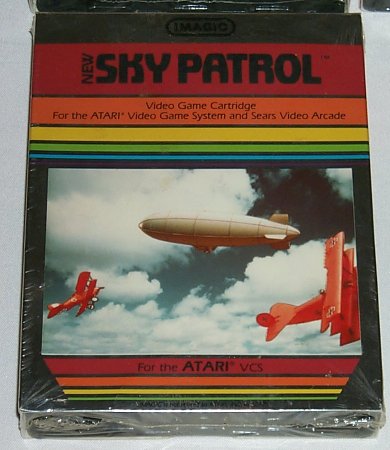 IMAGIC
NEW
SKY PATROL™
Video Game Cartridge
For the ATARI® Video Game System and Sears Video Arcade
For the ATARI® VCS